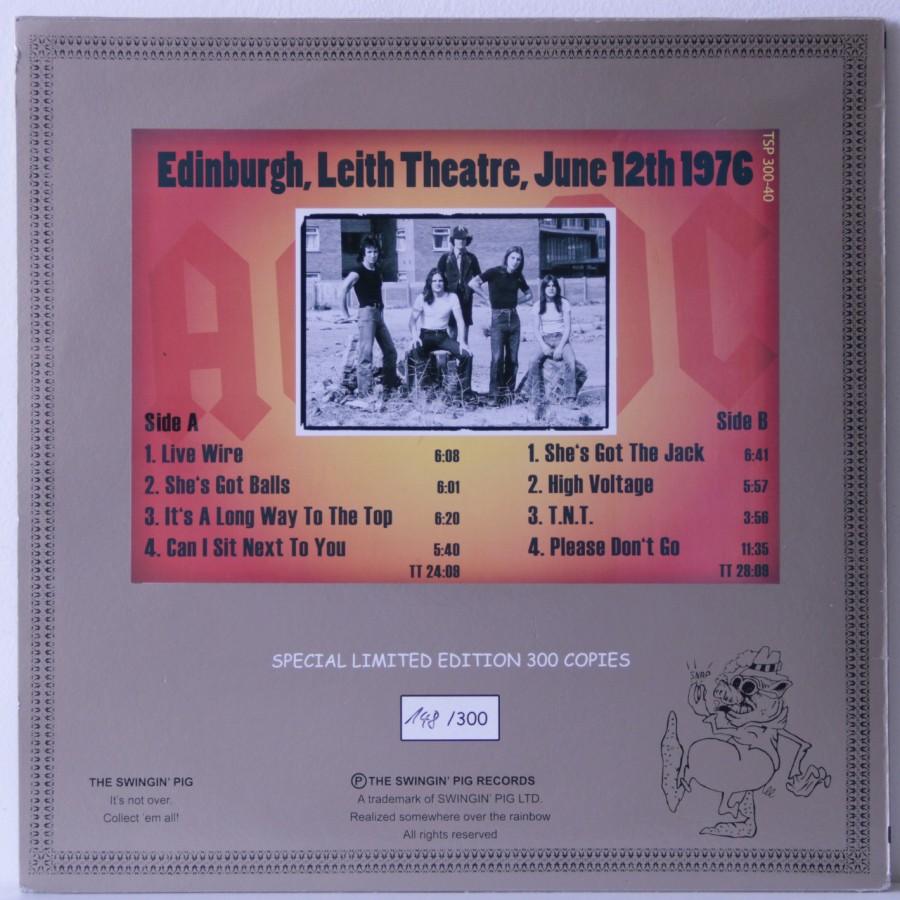 Edinburgh, Leith Theatre, June 12th 1976
TSP 300-40
AC DC
Side A
1. Live Wire 6:08
2. She's Got Balls 6:01
3. It's A Long Way To The Top 6:20
4. Can I Sit Next To You 5:40
TT 24:09
Side B
1. She's Got The Jack 6:41
2. High Voltage 5:57
3. T.N.T. 3:56
4. Please Don't Go 11:35
TT 28:09
SPECIAL LIMITED EDITION 300 COPIES
148 /300
SNAP
THE SWINGIN' PIG
It's not over.
Collect 'em all!
Ⓟ THE SWINGIN' PIG RECORDS
A trademark of SWINGIN' PIG LTD.
Realized somewhere over the rainbow
All rights reserved